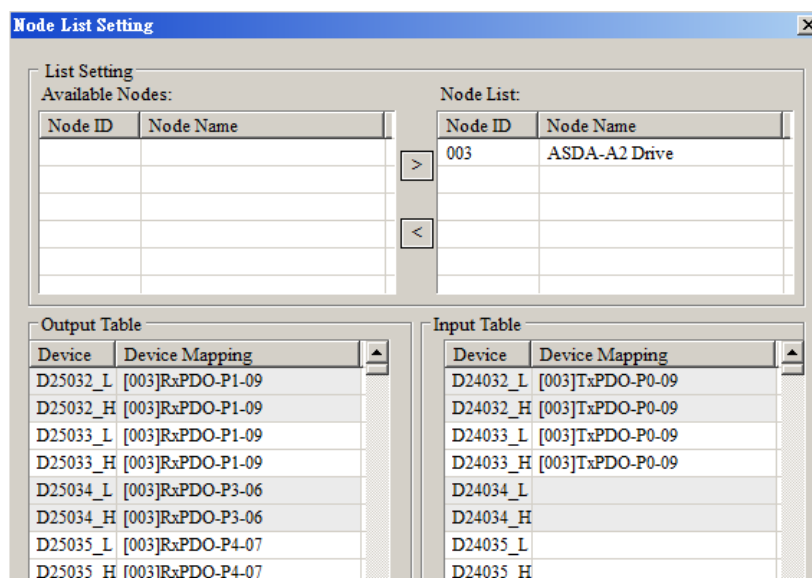 Node List Setting
List Setting
Available Nodes:
Node ID Node Name
>
<
Node List:
Node ID Node Name
003 ASDA-A2 Drive
Output Table
Device Device Mapping
D25032_L [003]RxPDO-P1-09
D25032_H [003]RxPDO-P1-09
D25033_L [003]RxPDO-P1-09
D25033_H [003]RxPDO-P1-09
D25034_L [003]RxPDO-P3-06
D25034_H [003]RxPDO-P3-06
D25035_L [003]RxPDO-P4-07
D25035_H [003]RxPDO-P4-07
Input Table
Device Device Mapping
D24032_L [003]TxPDO-P0-09
D24032_H [003]TxPDO-P0-09
D24033_L [003]TxPDO-P0-09
D24033_H [003]TxPDO-P0-09
D24034_L
D24034_H
D24035_L
D24035_H